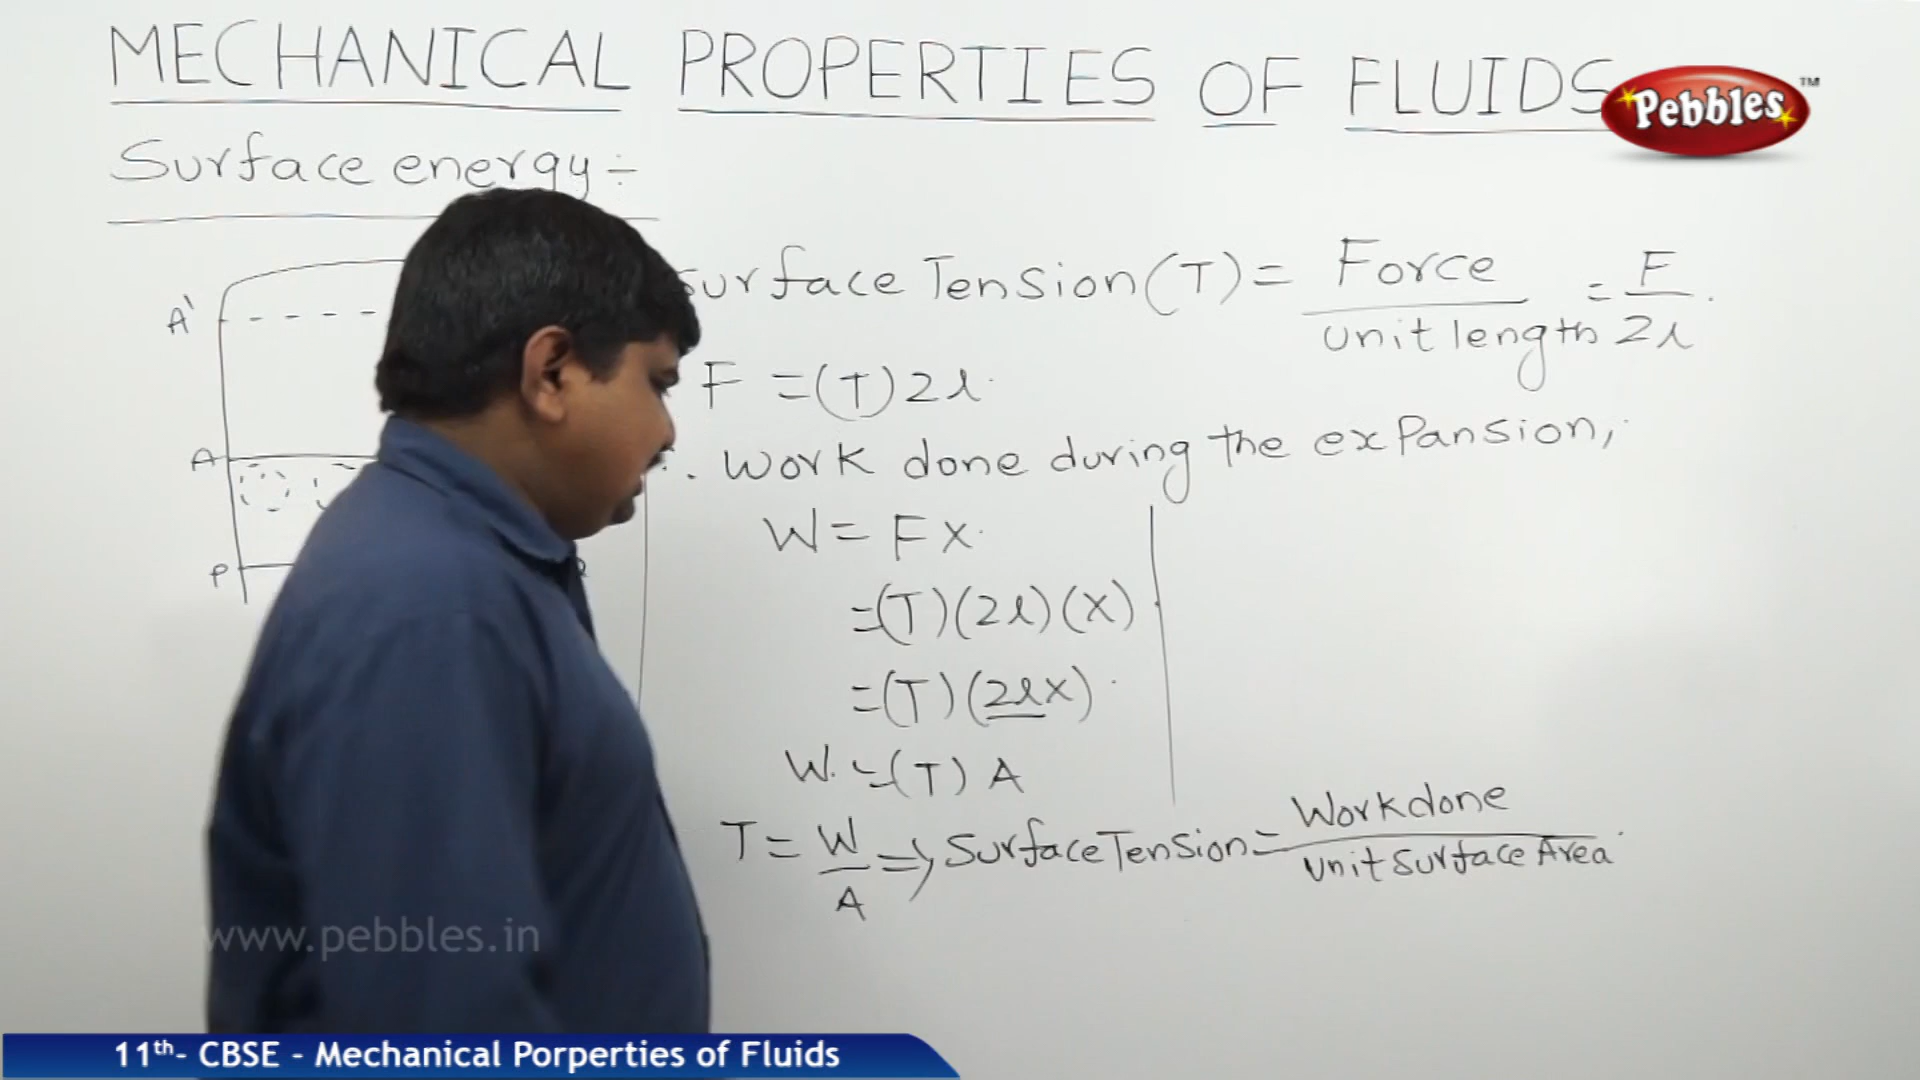 MECHANICAL PROPERTIES OF FLUIDS
Pebbles ™
Surface energy:-
Surface Tension (T) = Force / unit length = F / 2l.
A'
F = (T) 2l.
A
∴ Work done during the expansion,
W = Fx.
P
= (T)(2l)(x).
= (T)(2lx).
W. = (T) A
T = W / A => Surface Tension = Workdone / Unit Surface Area.
www.pebbles.in
11th- CBSE - Mechanical Porperties of Fluids